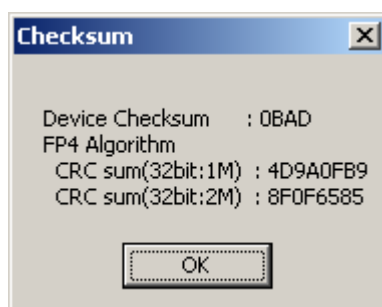 Checksum
Device Checksum : 0BAD
FP4 Algorithm
CRC sum(32bit:1M) : 4D9A0FB9
CRC sum(32bit:2M) : 8F0F6585
OK